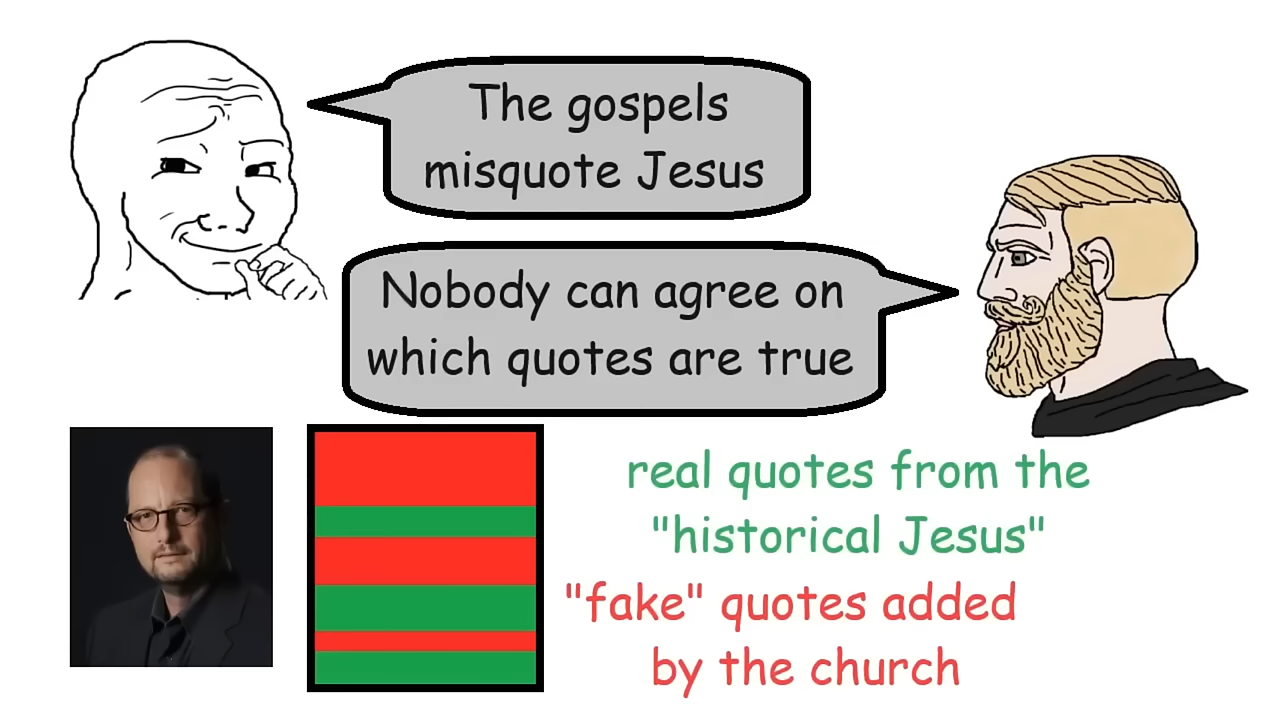 The gospels
misquote Jesus
Nobody can agree on
which quotes are true
real quotes from the
"historical Jesus"
"fake" quotes added
by the church